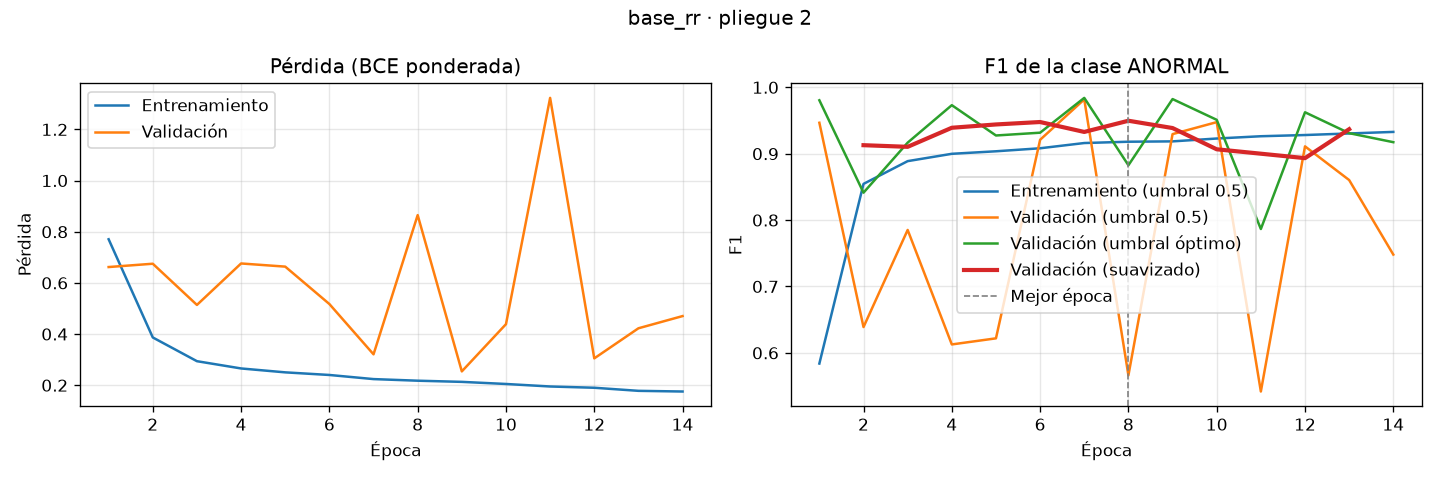 base_rr · pliegue 2
Pérdida (BCE ponderada)
Entrenamiento
Validación
Pérdida
1.2
1.0
0.8
0.6
0.4
0.2
2 4 6 8 10 12 14
Época
F1 de la clase ANORMAL
Entrenamiento (umbral 0.5)
Validación (umbral 0.5)
Validación (umbral óptimo)
Validación (suavizado)
Mejor época
F1
1.0
0.9
0.8
0.7
0.6
2 4 6 8 10 12 14
Época